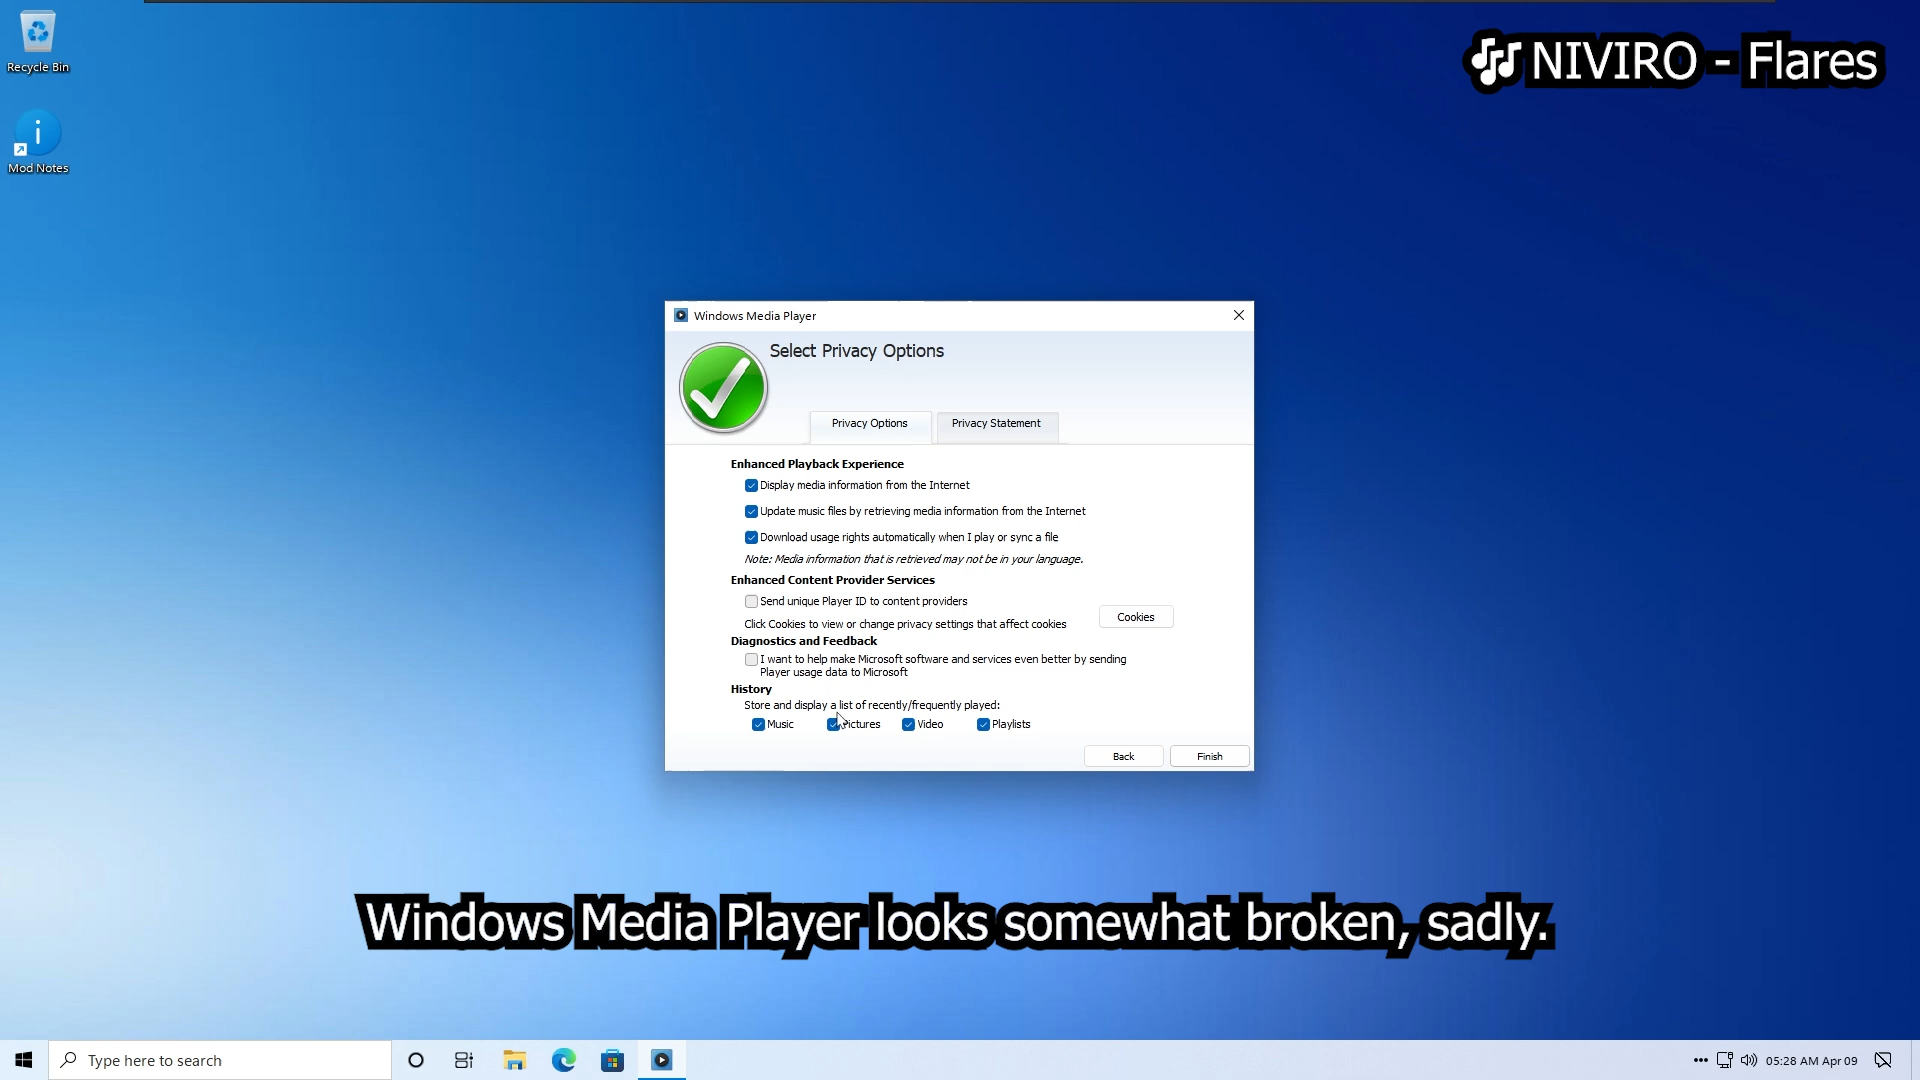 Recycle Bin
Mod Notes
NIVIRO - Flares
Windows Media Player
Select Privacy Options
Privacy Options
Privacy Statement
Enhanced Playback Experience
Display media information from the Internet
Update music files by retrieving media information from the Internet
Download usage rights automatically when I play or sync a file
Note: Media information that is retrieved may not be in your language.
Enhanced Content Provider Services
Send unique Player ID to content providers
Click Cookies to view or change privacy settings that affect cookies
Cookies
Diagnostics and Feedback
I want to help make Microsoft software and services even better by sending
Player usage data to Microsoft
History
Store and display a list of recently/frequently played:
Music
Pictures
Video
Playlists
Back
Finish
Windows Media Player looks somewhat broken, sadly.
Type here to search
05:28 AM Apr 09